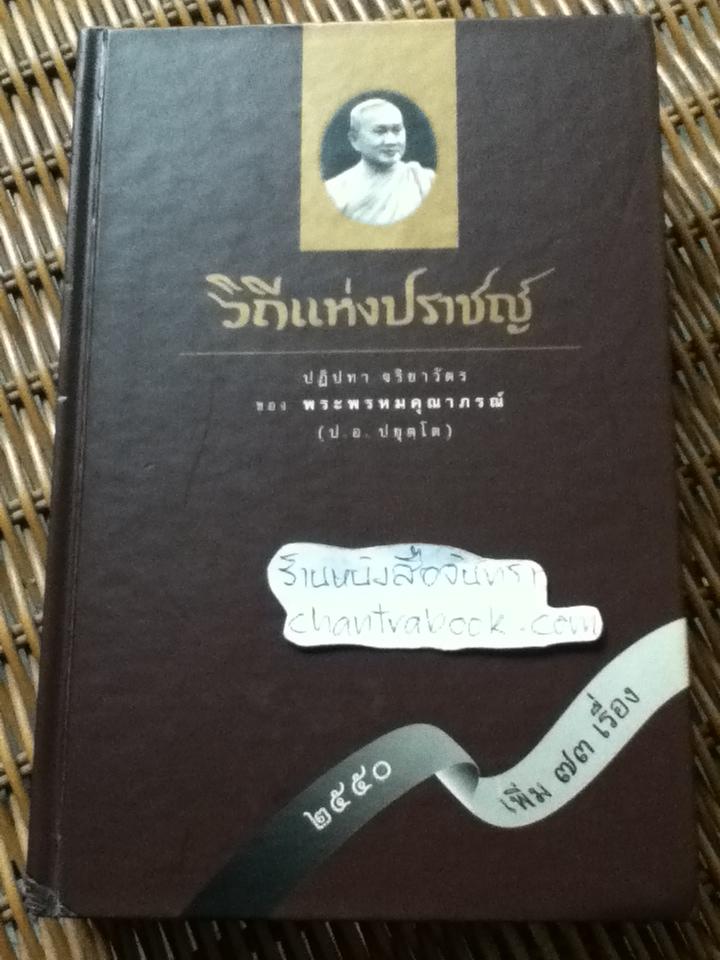 วิถีแห่งปราชญ์
ปฏิปทา จริยาวัตร
ของ พระพรหมคุณาภรณ์
(ป.อ. ปยุตฺโต)
ร้านหนังสือจันทรา
chantrabook.com
๒๕๕๐
เพิ่ม ๗๓ เรื่อง